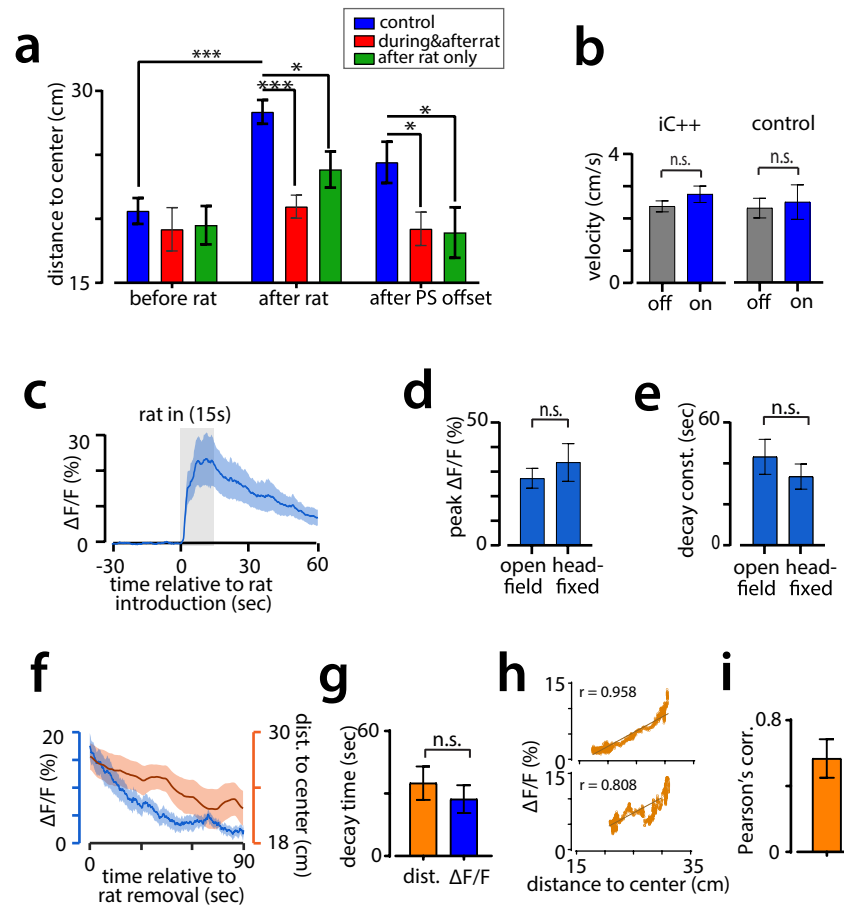 control
during&afterrat
after rat only
a
***
***
*
*
*
30
15
distance to center (cm)
before rat
after rat
after PS offset
b
iC++
control
n.s.
n.s.
4
0
velocity (cm/s)
off
on
off
on
c
rat in (15s)
30
0
ΔF/F (%)
-30
0
30
60
time relative to rat
introduction (sec)
d
n.s.
50
0
peak ΔF/F (%)
open
field
head-
fixed
e
n.s.
60
0
decay const. (sec)
open
field
head-
fixed
f
20
0
ΔF/F (%)
30
18
dist. to center
(cm)
0
90
time relative to
rat removal (sec)
g
n.s.
60
0
decay time (sec)
dist.
ΔF/F
h
15
r = 0.958
0
15
r = 0.808
0
ΔF/F (%)
15
35
distance to center (cm)
i
0.8
0
Pearson's corr.